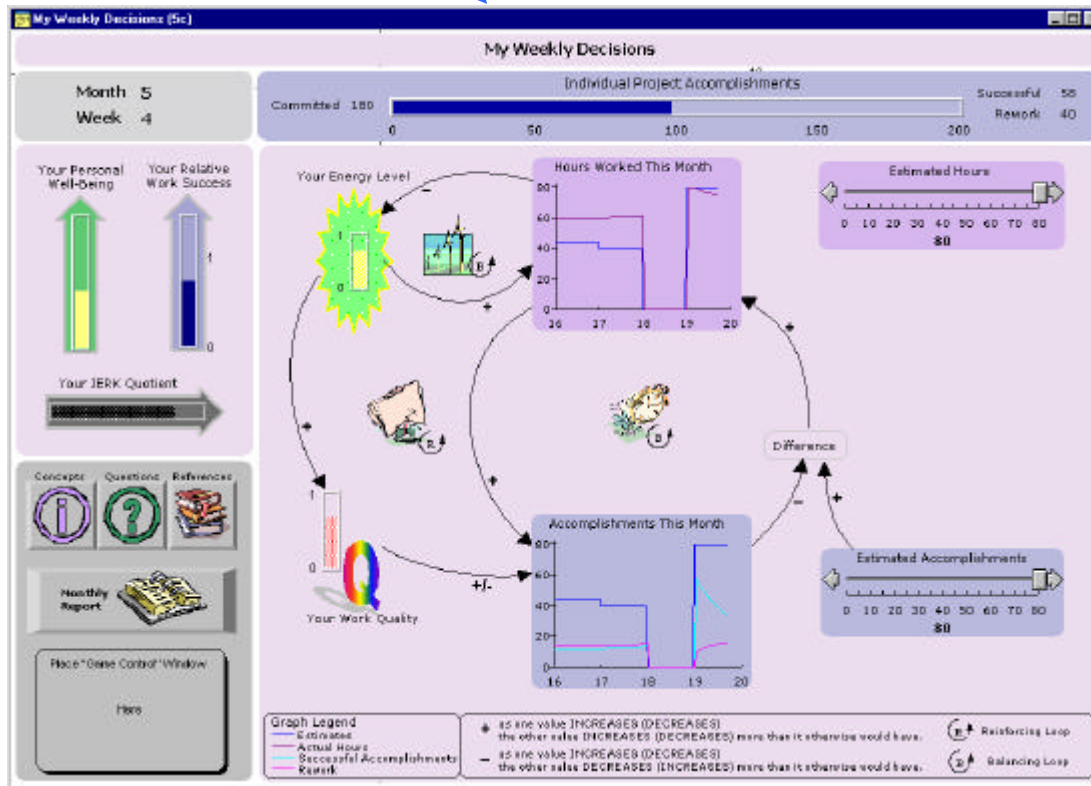 My Weekly Decisions (5c)
My Weekly Decisions
Month 5
Week 4
Individual Project Accomplishments
Committed 180
Successful 58
Rework 40
0 50 100 150 200
Your Personal
Well-Being
Your Relative
Work Success
1
0
Your JERK Quotient
Your Energy Level
1
0
Hours Worked This Month
80
60
40
20
0
16 17 18 19 20
Estimated Hours
0 10 20 30 40 50 60 70 80
80
B
R
B
Difference
Concepts Questions References
Monthly
Report
Place "Game Control" Window
Here
1
0
Q
Your Work Quality
+/-
Accomplishments This Month
80
60
40
20
0
16 17 18 19 20
Estimated Accomplishments
0 10 20 30 40 50 60 70 80
80
Graph Legend
Estimates
Actual Hours
Successful Accomplishments
Rework
+ as one value INCREASES (DECREASES)
the other value INCREASES (DECREASES) more than it otherwise would have.
- as one value INCREASES (DECREASES)
the other value DECREASES (INCREASES) more than it otherwise would have.
R Reinforcing Loop
B Balancing Loop